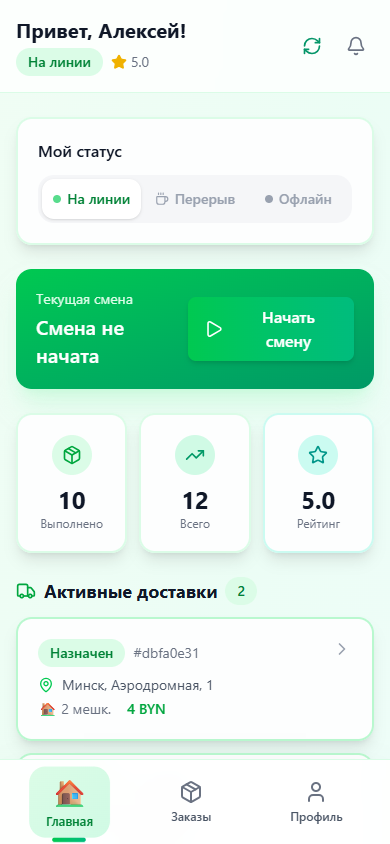 Привет, Алексей!
На линии 5.0
Мой статус
На линии Перерыв Офлайн
Текущая смена
Смена не
начата
Начать
смену
10 12 5.0
Выполнено Всего Рейтинг
Активные доставки 2
Назначен #dbfa0e31
Минск, Аэродромная, 1
2 мешк. 4 BYN
Главная Заказы Профиль